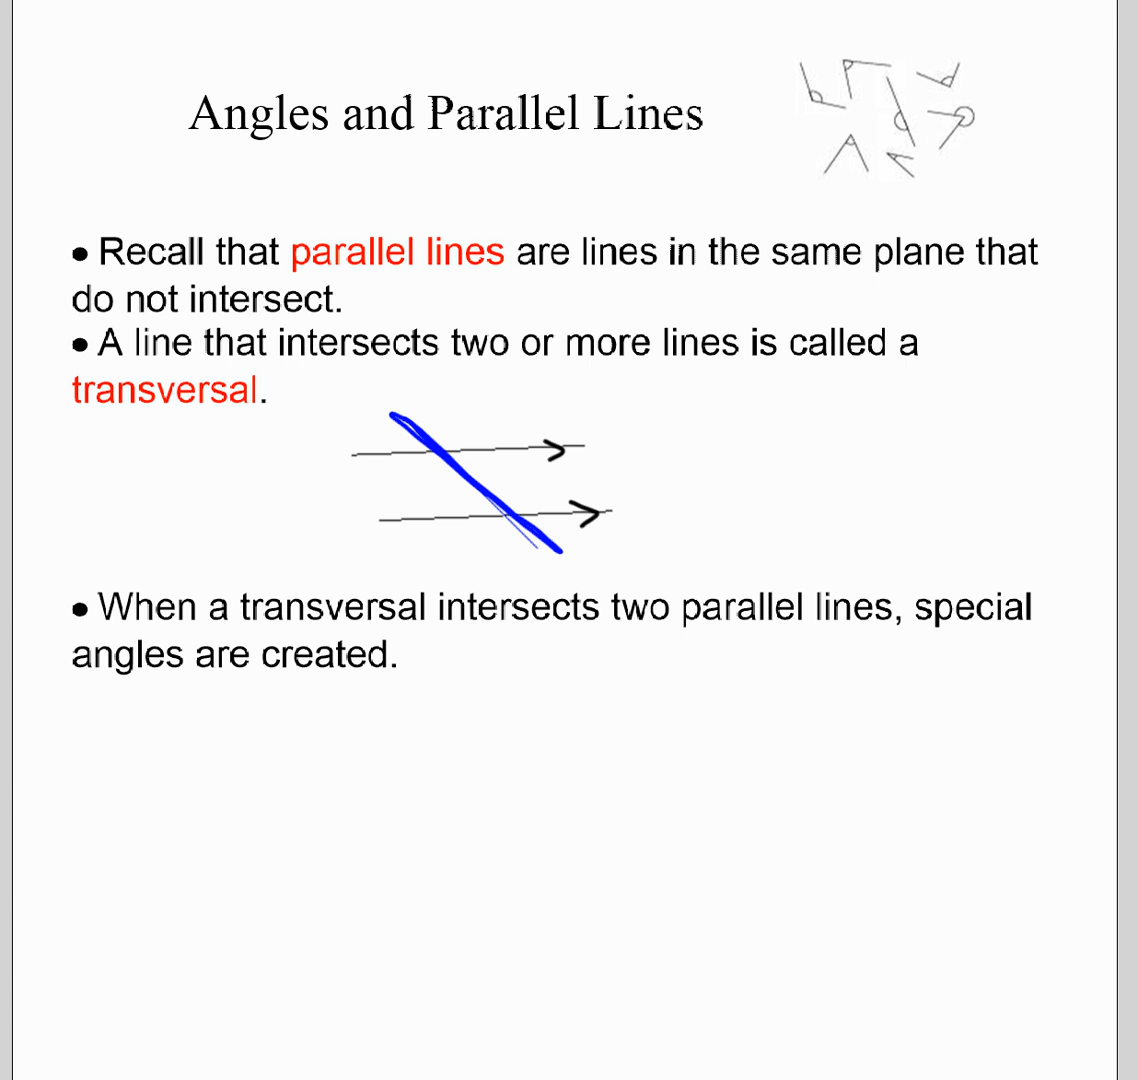 Angles and Parallel Lines
• Recall that parallel lines are lines in the same plane that
do not intersect.
• A line that intersects two or more lines is called a
transversal.
• When a transversal intersects two parallel lines, special
angles are created.